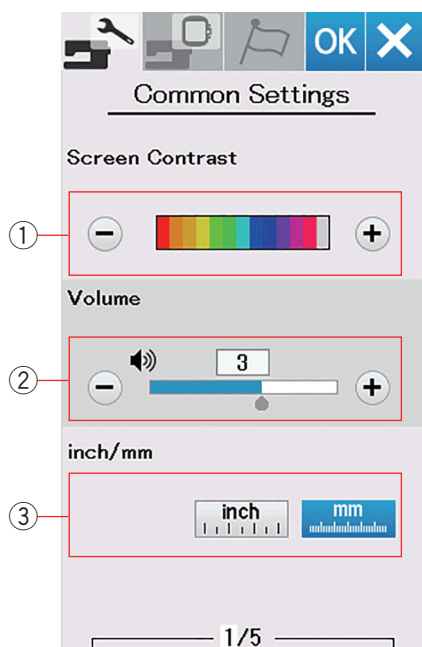 OK
Common Settings
Screen Contrast
①
Volume
3
②
inch/mm
inch
mm
③
1/5